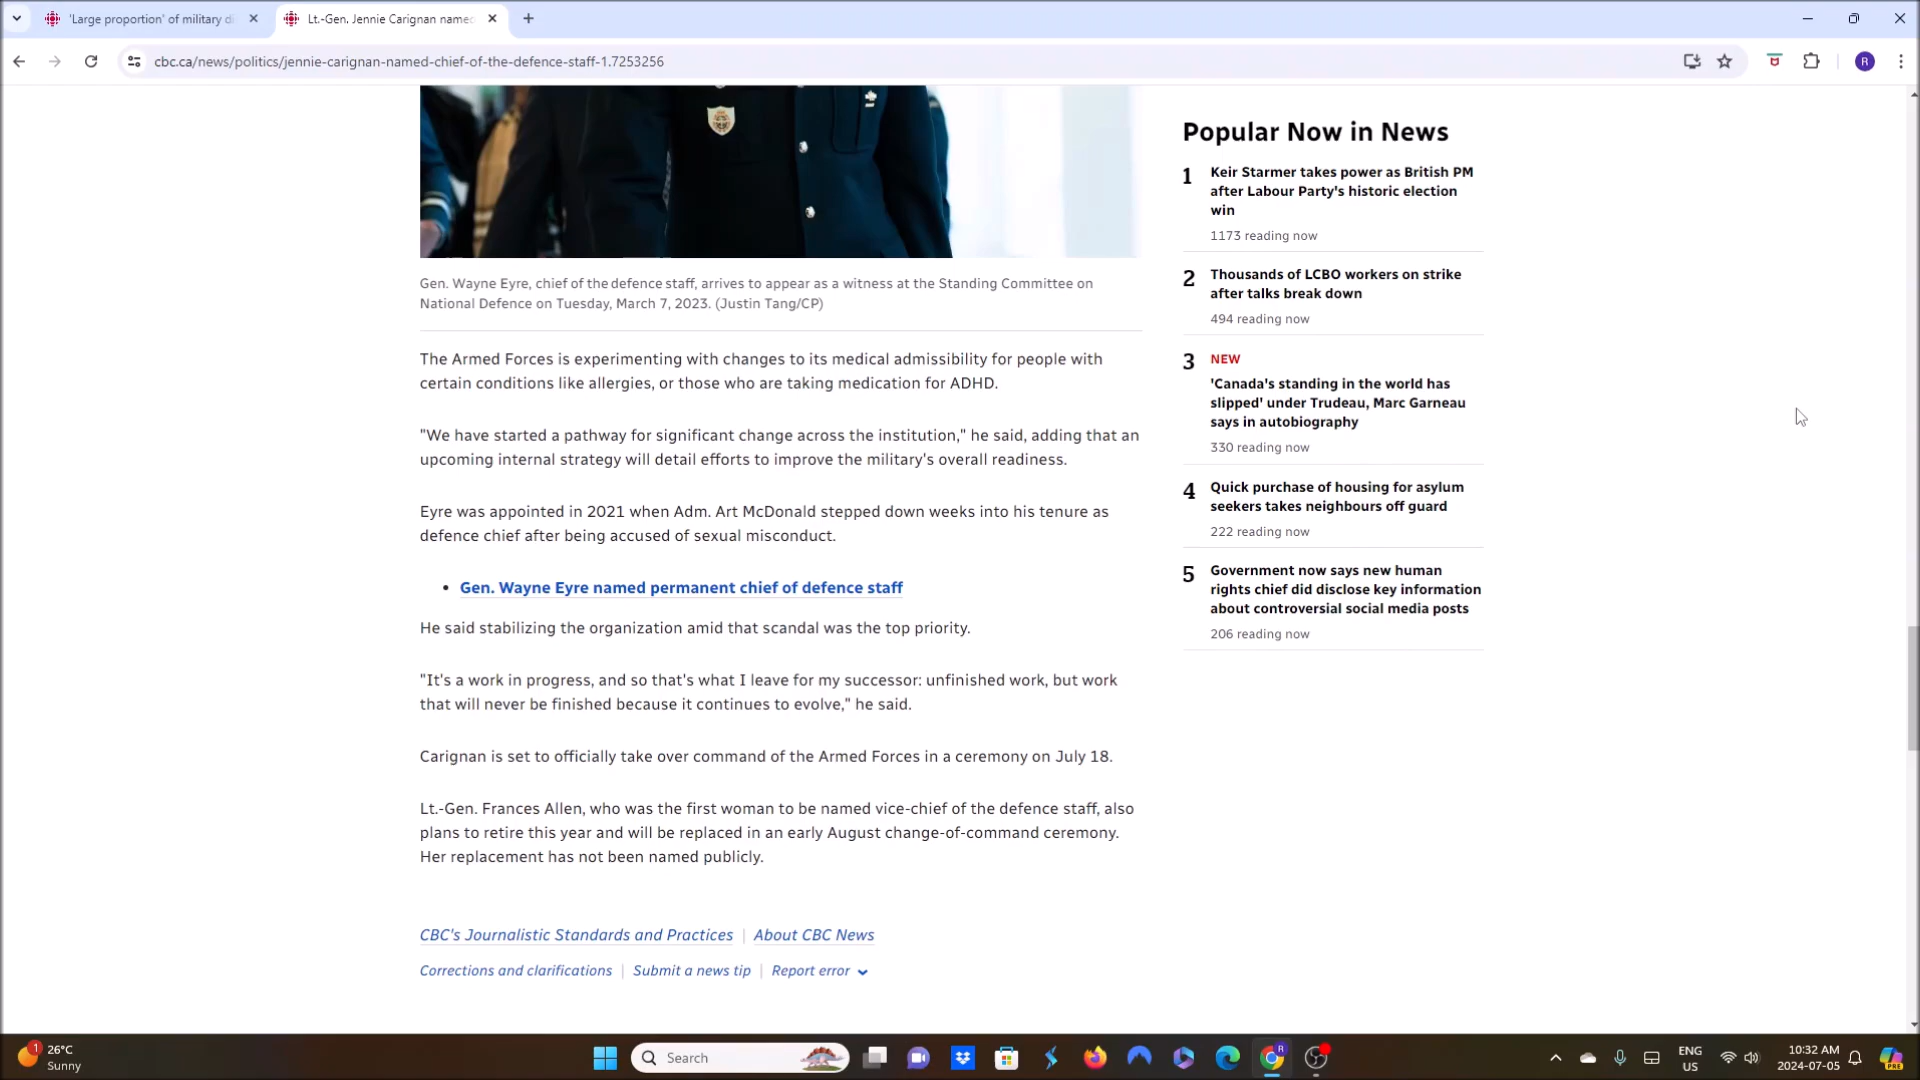 'Large proportion' of military di
Lt.-Gen. Jennie Carignan named
cbc.ca/news/politics/jennie-carignan-named-chief-of-the-defence-staff-1.7253256
R
Gen. Wayne Eyre, chief of the defence staff, arrives to appear as a witness at the Standing Committee on
National Defence on Tuesday, March 7, 2023. (Justin Tang/CP)
The Armed Forces is experimenting with changes to its medical admissibility for people with
certain conditions like allergies, or those who are taking medication for ADHD.
"We have started a pathway for significant change across the institution," he said, adding that an
upcoming internal strategy will detail efforts to improve the military's overall readiness.
Eyre was appointed in 2021 when Adm. Art McDonald stepped down weeks into his tenure as
defence chief after being accused of sexual misconduct.
• Gen. Wayne Eyre named permanent chief of defence staff
He said stabilizing the organization amid that scandal was the top priority.
"It's a work in progress, and so that's what I leave for my successor: unfinished work, but work
that will never be finished because it continues to evolve," he said.
Carignan is set to officially take over command of the Armed Forces in a ceremony on July 18.
Lt.-Gen. Frances Allen, who was the first woman to be named vice-chief of the defence staff, also
plans to retire this year and will be replaced in an early August change-of-command ceremony.
Her replacement has not been named publicly.
CBC's Journalistic Standards and Practices | About CBC News
Corrections and clarifications | Submit a news tip | Report error
Popular Now in News
1 Keir Starmer takes power as British PM
after Labour Party's historic election
win
1173 reading now
2 Thousands of LCBO workers on strike
after talks break down
494 reading now
3 NEW
'Canada's standing in the world has
slipped' under Trudeau, Marc Garneau
says in autobiography
330 reading now
4 Quick purchase of housing for asylum
seekers takes neighbours off guard
222 reading now
5 Government now says new human
rights chief did disclose key information
about controversial social media posts
206 reading now
1
26°C
Sunny
Search
R
ENG
US
10:32 AM
2024-07-05
PRE